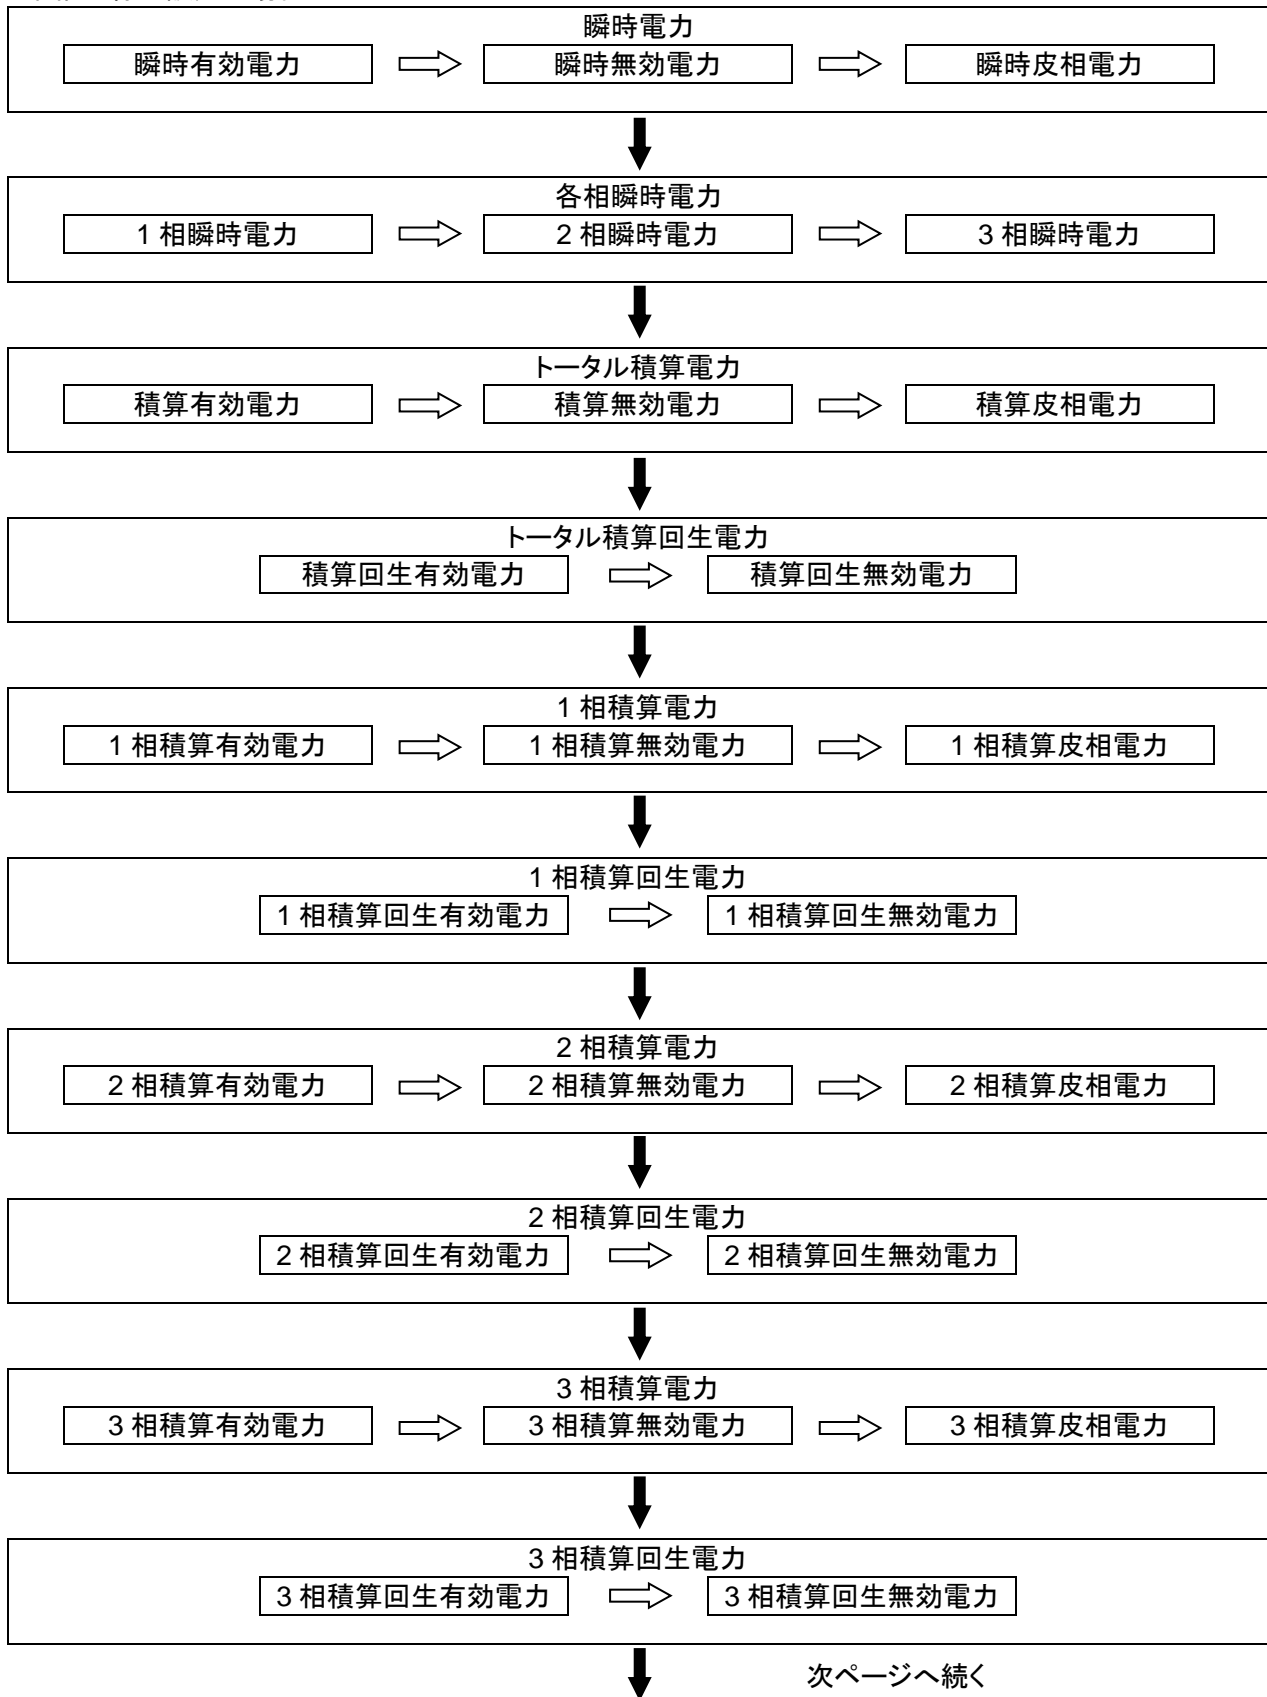 瞬時電力
瞬時有効電力 瞬時無効電力 瞬時皮相電力
各相瞬時電力
1 相瞬時電力 2 相瞬時電力 3 相瞬時電力
トータル積算電力
積算有効電力 積算無効電力 積算皮相電力
トータル積算回生電力
積算回生有効電力 積算回生無効電力
1 相積算電力
1 相積算有効電力 1 相積算無効電力 1 相積算皮相電力
1 相積算回生電力
1 相積算回生有効電力 1 相積算回生無効電力
2 相積算電力
2 相積算有効電力 2 相積算無効電力 2 相積算皮相電力
2 相積算回生電力
2 相積算回生有効電力 2 相積算回生無効電力
3 相積算電力
3 相積算有効電力 3 相積算無効電力 3 相積算皮相電力
3 相積算回生電力
3 相積算回生有効電力 3 相積算回生無効電力
次ページへ続く